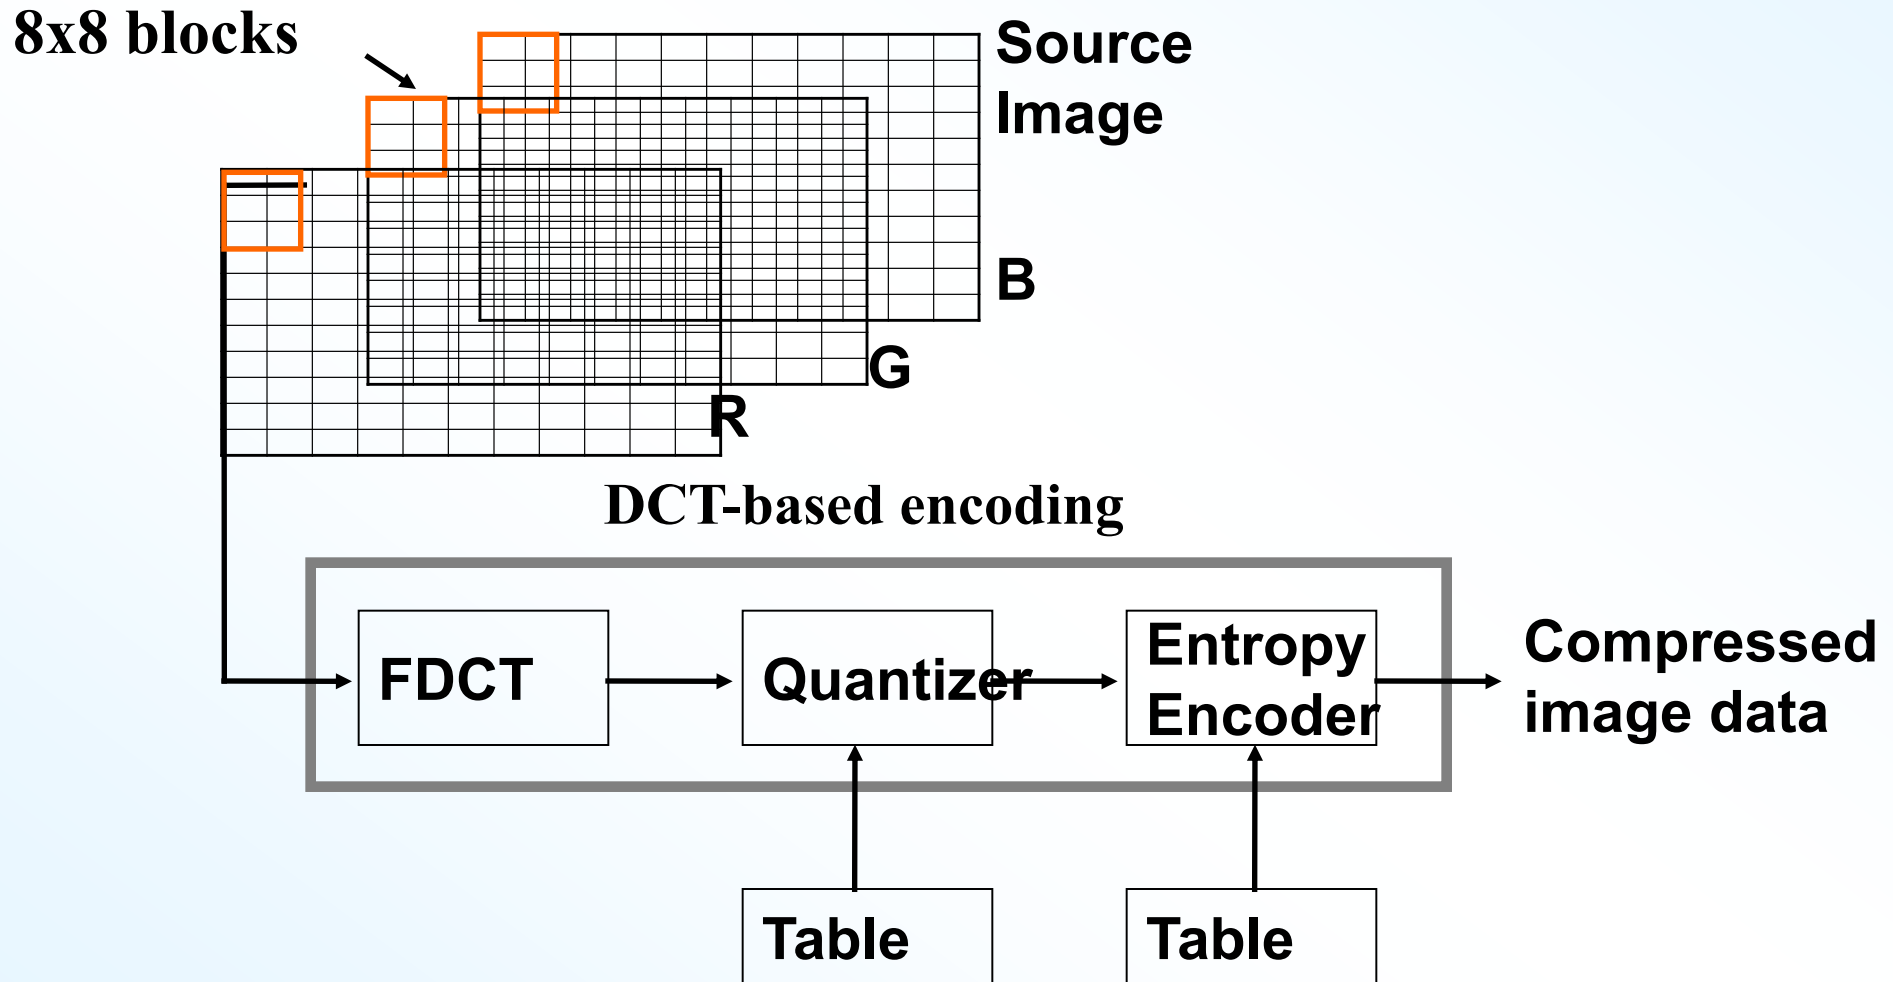 8x8 blocks
Source
Image
B
G
R
DCT-based encoding
FDCT
Quantizer
Entropy
Encoder
Compressed
image data
Table
Table